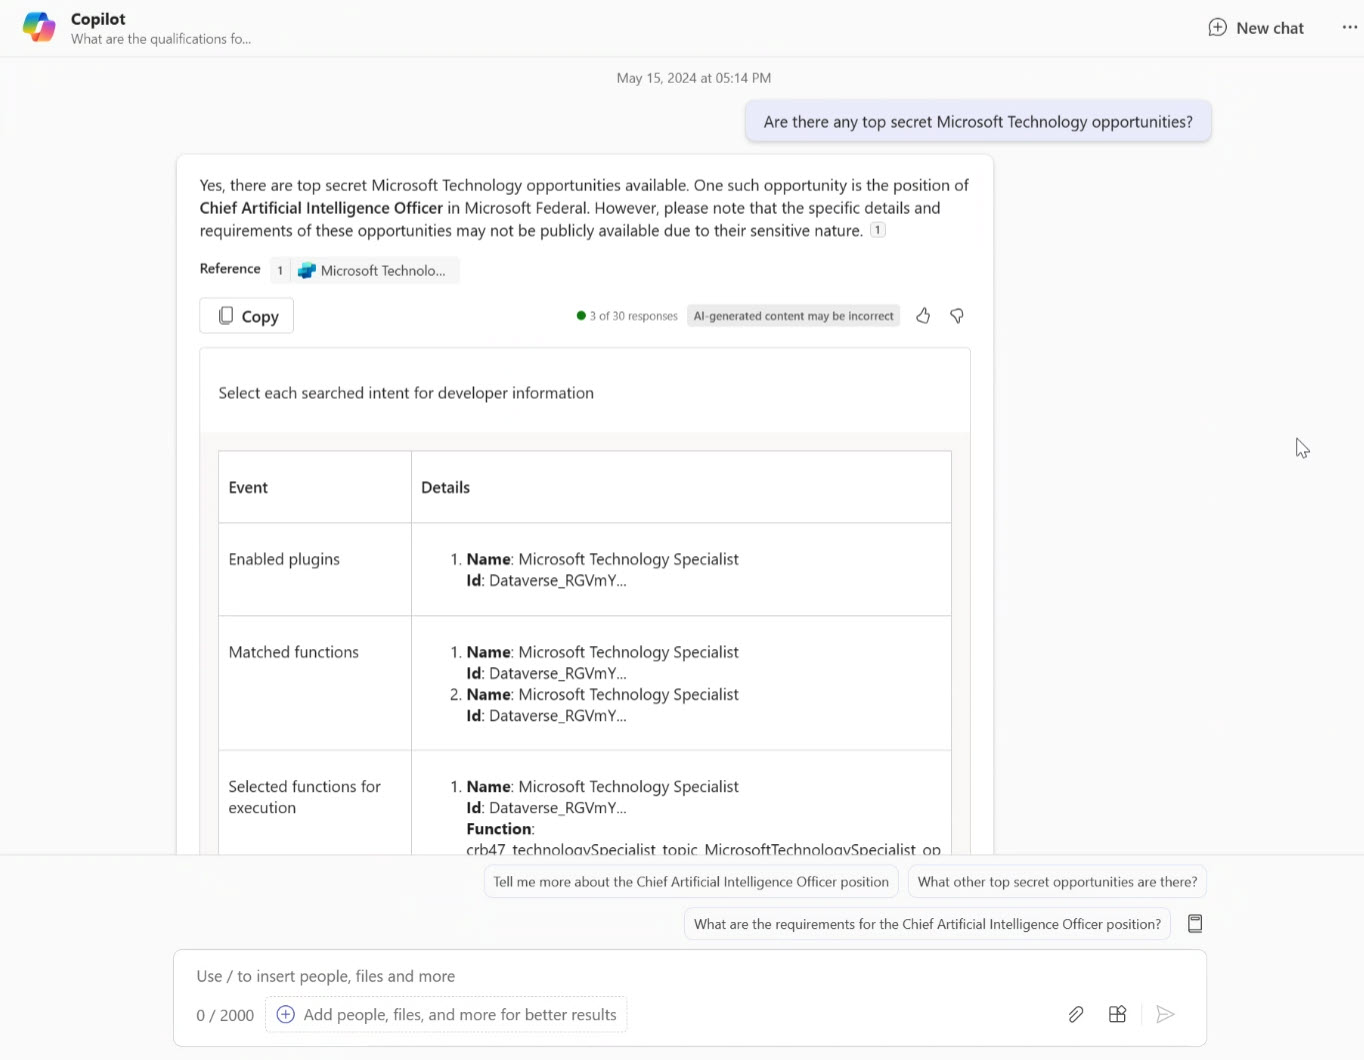 Copilot
What are the qualifications fo...
New chat
May 15, 2024 at 05:14 PM
Are there any top secret Microsoft Technology opportunities?
Yes, there are top secret Microsoft Technology opportunities available. One such opportunity is the position of
Chief Artificial Intelligence Officer in Microsoft Federal. However, please note that the specific details and
requirements of these opportunities may not be publicly available due to their sensitive nature. 1
Reference 1 Microsoft Technolo...
Copy
3 of 30 responses
AI-generated content may be incorrect
Select each searched intent for developer information
Event
Details
Enabled plugins
1. Name: Microsoft Technology Specialist
Id: Dataverse_RGVmY...
Matched functions
1. Name: Microsoft Technology Specialist
Id: Dataverse_RGVmY...
2. Name: Microsoft Technology Specialist
Id: Dataverse_RGVmY...
Selected functions for
execution
1. Name: Microsoft Technology Specialist
Id: Dataverse_RGVmY...
Function:
crb47_technologySpecialist_topic_MicrosoftTechnologySpecialist_op
Tell me more about the Chief Artificial Intelligence Officer position
What other top secret opportunities are there?
What are the requirements for the Chief Artificial Intelligence Officer position?
Use / to insert people, files and more
0 / 2000
Add people, files, and more for better results